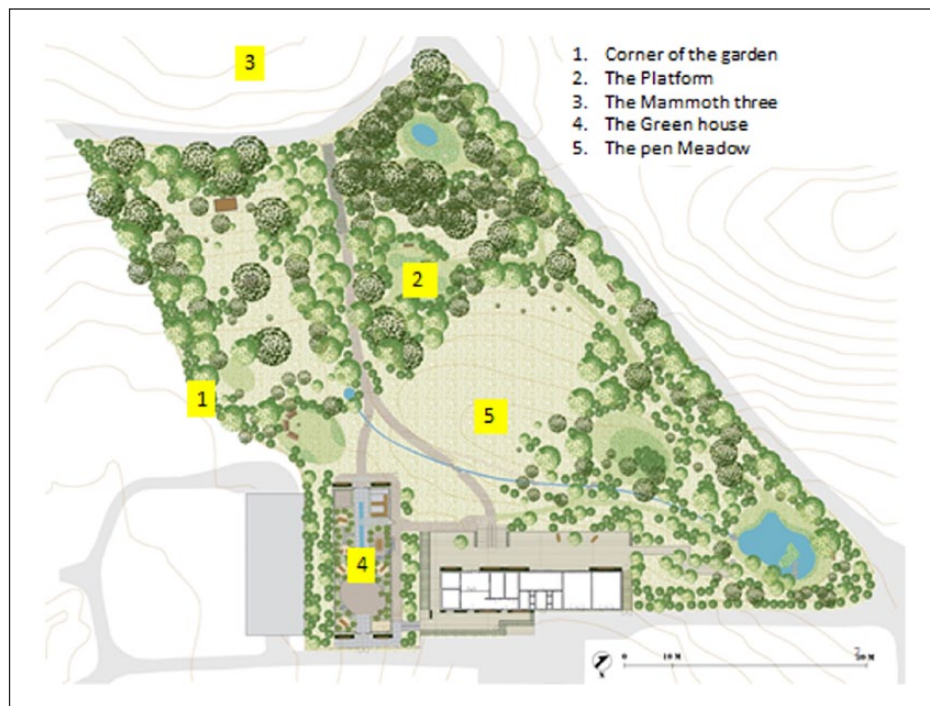 1. Corner of the garden
2. The Platform
3. The Mammoth three
4. The Green house
5. The pen Meadow
3
2
1
5
4
0 10 M